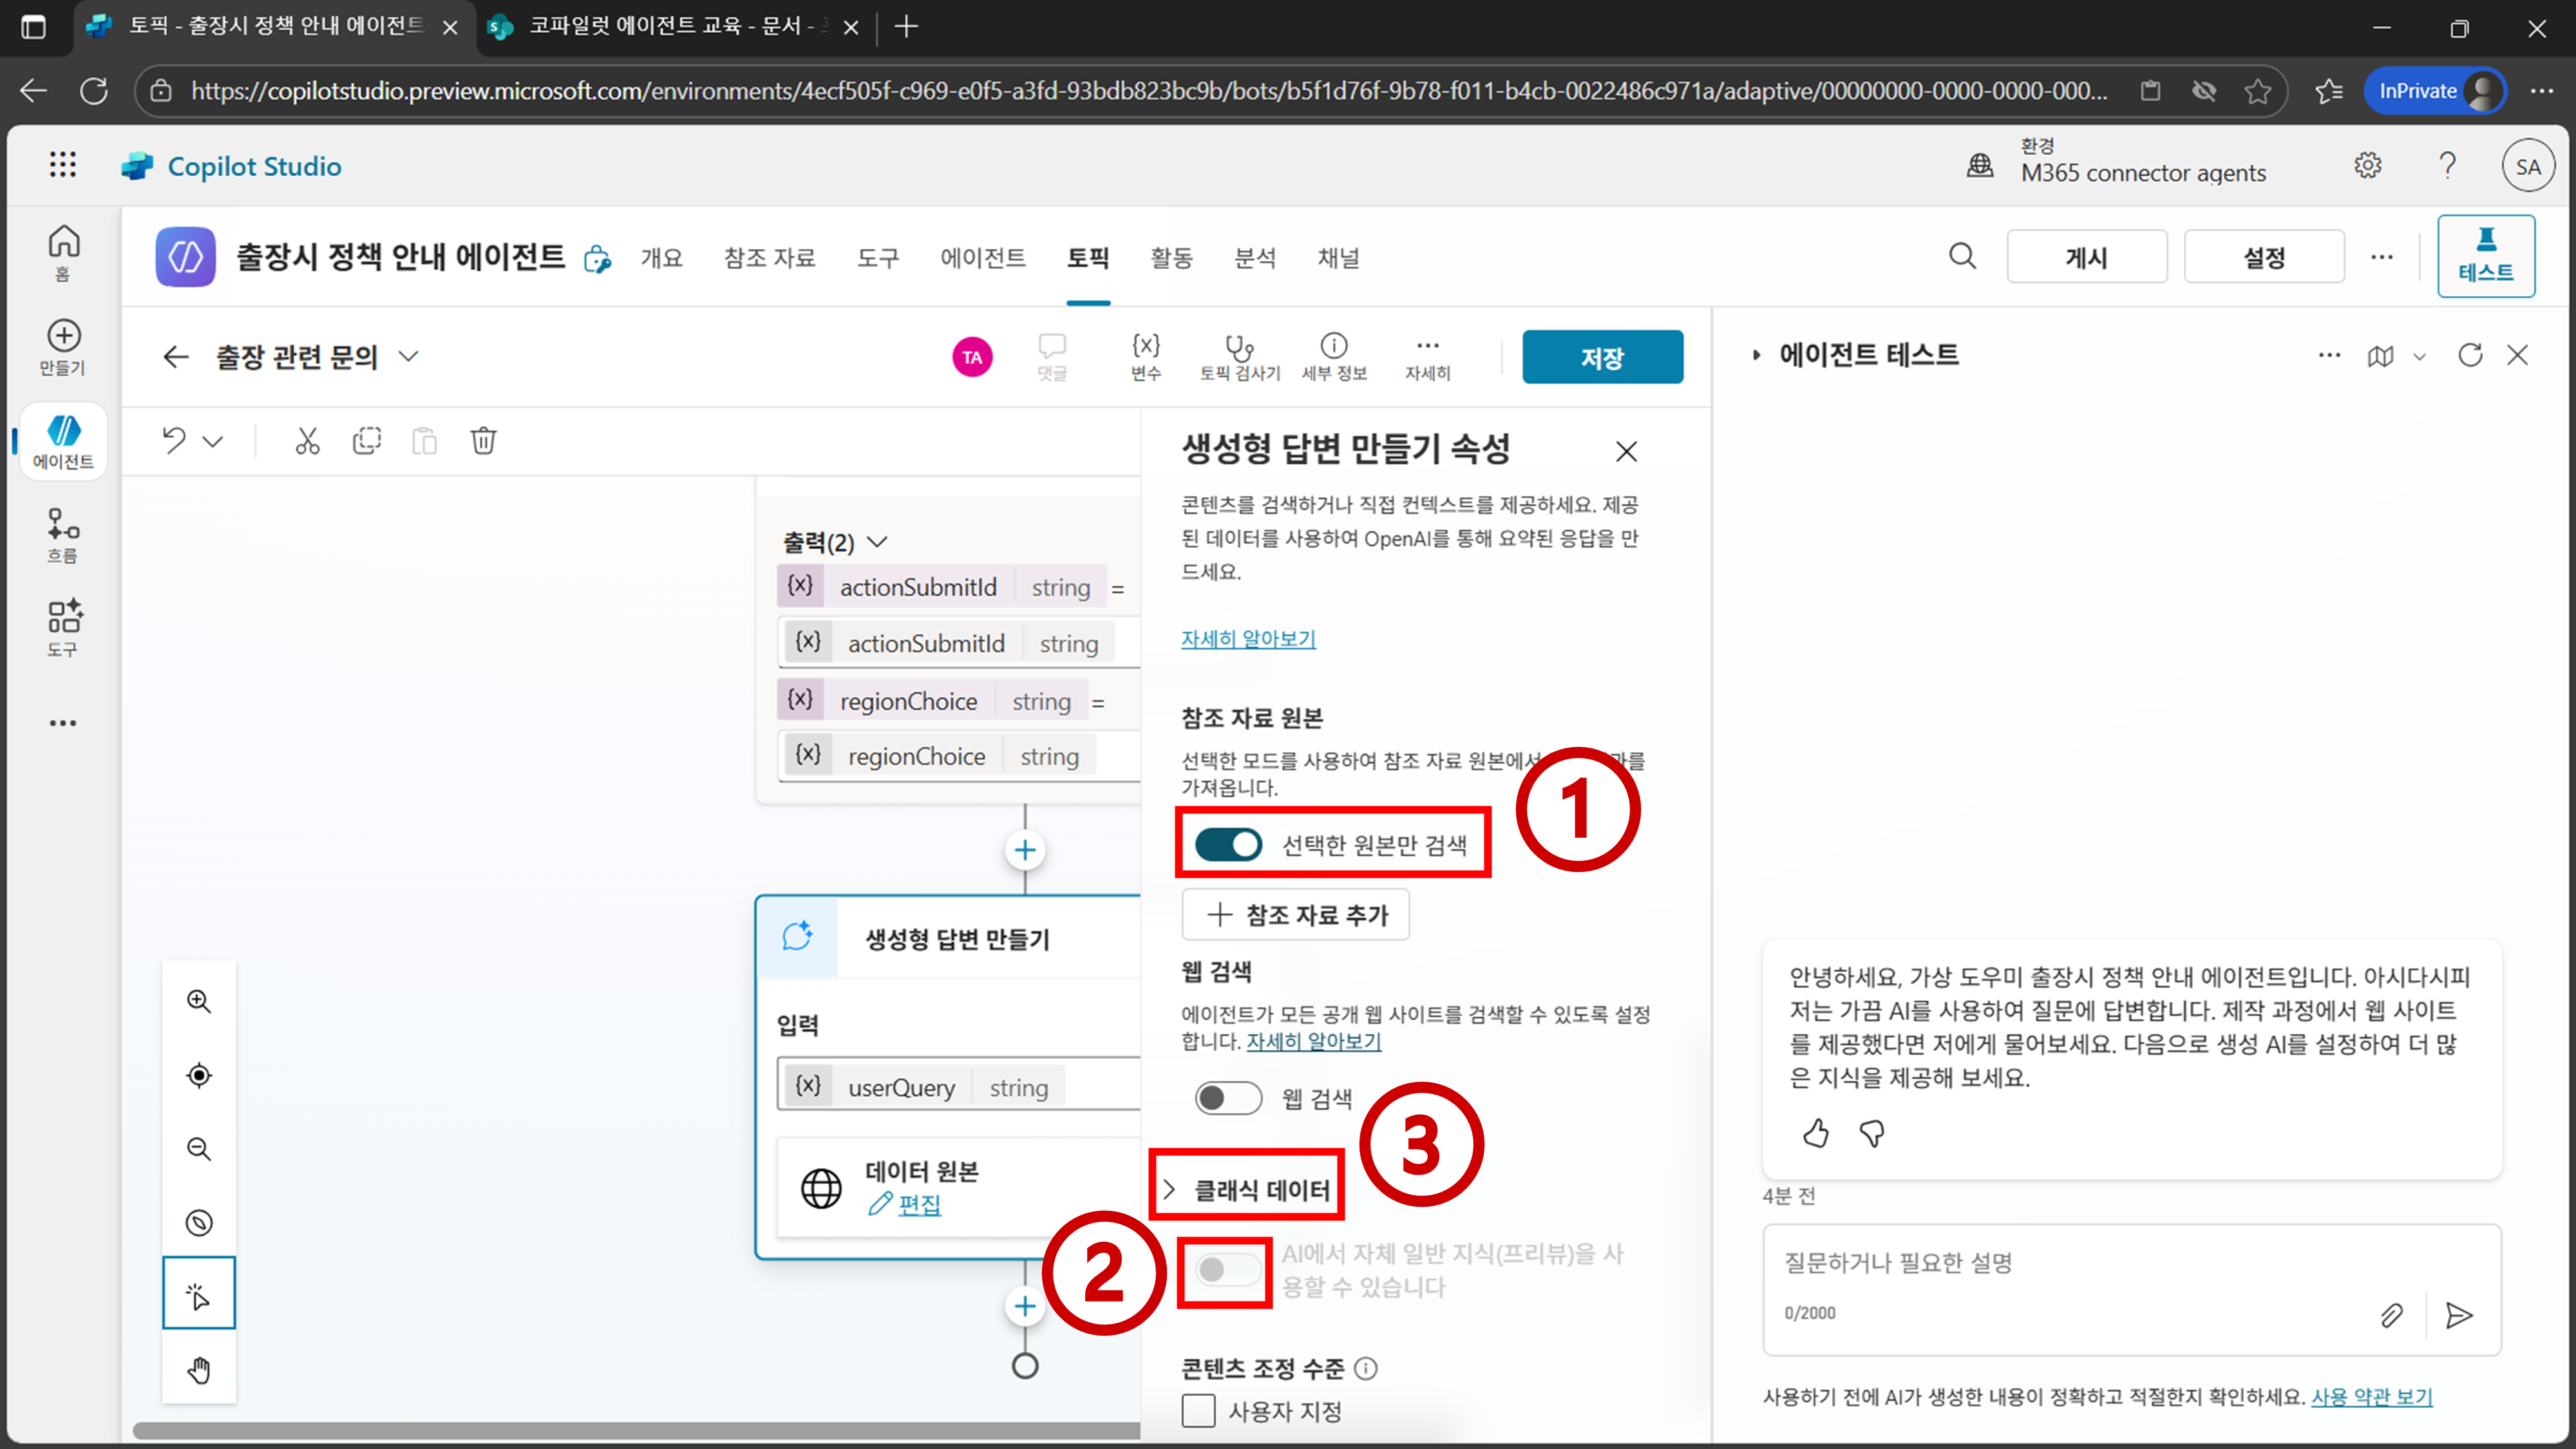 토픽 - 출장시 정책 안내 에이전트
코파일럿 에이전트 교육 - 문서 -
https://copilotstudio.preview.microsoft.com/environments/4ecf505f-c969-e0f5-a3fd-93bdb823bc9b/bots/b5f1d76f-9b78-f011-b4cb-0022486c971a/adaptive/00000000-0000-0000-000...
InPrivate
Copilot Studio
환경
M365 connector agents
SA
홈
만들기
에이전트
흐름
도구
출장시 정책 안내 에이전트
개요
참조 자료
도구
에이전트
토픽
활동
분석
채널
게시
설정
테스트
출장 관련 문의
TA
댓글
{x}
변수
토픽 검사기
세부 정보
자세히
저장
출력(2)
{x} actionSubmitId string =
{x} actionSubmitId string
{x} regionChoice string =
{x} regionChoice string
생성형 답변 만들기
입력
{x} userQuery string
데이터 원본
편집
생성형 답변 만들기 속성
콘텐츠를 검색하거나 직접 컨텍스트를 제공하세요. 제공
된 데이터를 사용하여 OpenAI를 통해 요약된 응답을 만
드세요.
자세히 알아보기
참조 자료 원본
선택한 모드를 사용하여 참조 자료 원본에서
가져옵니다.
1
선택한 원본만 검색
참조 자료 추가
웹 검색
에이전트가 모든 공개 웹 사이트를 검색할 수 있도록 설정
합니다. 자세히 알아보기
웹 검색
3
클래식 데이터
2
AI에서 자체 일반 지식(프리뷰)을 사
용할 수 있습니다
콘텐츠 조정 수준
사용자 지정
에이전트 테스트
안녕하세요, 가상 도우미 출장시 정책 안내 에이전트입니다. 아시다시피
저는 가끔 AI를 사용하여 질문에 답변합니다. 제작 과정에서 웹 사이트
를 제공했다면 저에게 물어보세요. 다음으로 생성 AI를 설정하여 더 많
은 지식을 제공해 보세요.
4분 전
질문하거나 필요한 설명
0/2000
사용하기 전에 AI가 생성한 내용이 정확하고 적절한지 확인하세요. 사용 약관 보기